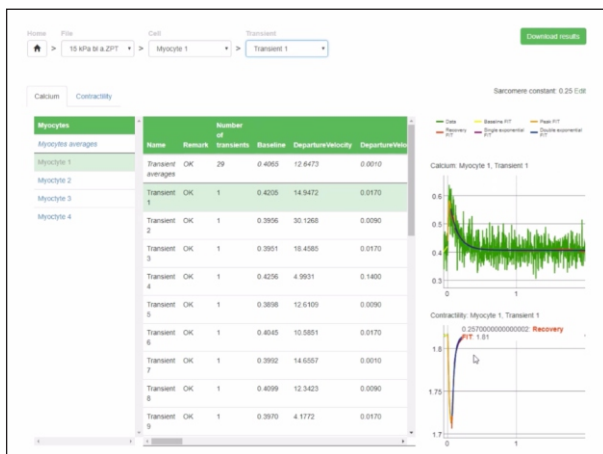 Home File Cell Transient
> 15 kPa bl a.ZPT > Myocyte 1 > Transient 1
Download results
Calcium Contractility
Sarcomere constant: 0.25 Edit
Myocytes
Myocytes averages
Myoctyle 1
Myocyte 2
Myocyte 3
Myocyte 4
Name Remark Number of transients Baseline DepartureVelocity DepartureVelo
Transient averages OK 29 0.4065 12.6473 0.0010
Transient 1 OK 1 0.4205 14.9472 0.0170
Transient 2 OK 1 0.3956 30.1268 0.0090
Transient 3 OK 1 0.3951 18.4585 0.0170
Transient 4 OK 1 0.4256 4.9931 0.1400
Transient 5 OK 1 0.3898 12.6109 0.0090
Transient 6 OK 1 0.4045 10.5851 0.0170
Transient 7 OK 1 0.3992 14.6557 0.0010
Transient 8 OK 1 0.4099 12.3423 0.0090
Transient 9 OK 1 0.3970 4.1772 0.0170
Data Baseline FIT Peak FIT
Recovery FIT Single exponential FIT Double exponential FIT
Calcium: Myocyte 1, Transient 1
0.6
0.5
0.4
0.3
0 1
Contractility: Myocyte 1, Transient 1
0.2570000000000002: Recovery
FIT: 1.81
1.8
1.75
1.7
0 1